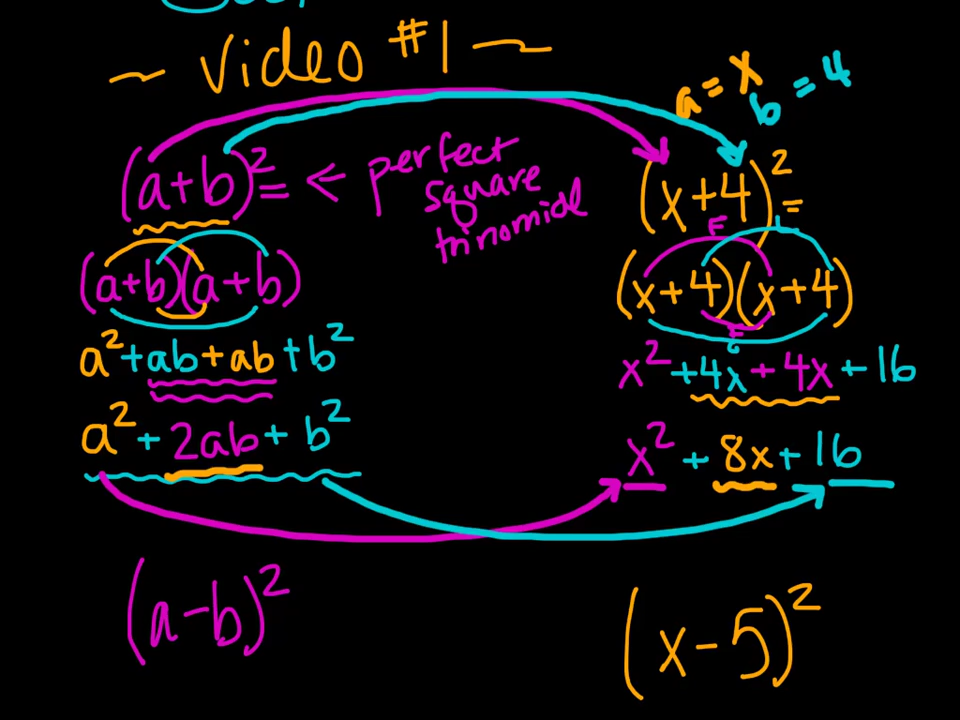 ~ Video #1 ~
a = x
b = 4
(a+b)² = < perfect
square
trinomial
(a+b)(a+b)
a² + ab + ab + b²
a² + 2ab + b²
(x+4)² =
F L
(x+4)(x+4)
x² + 4x + 4x + 16
x² + 8x + 16
(a-b)²
(x-5)²